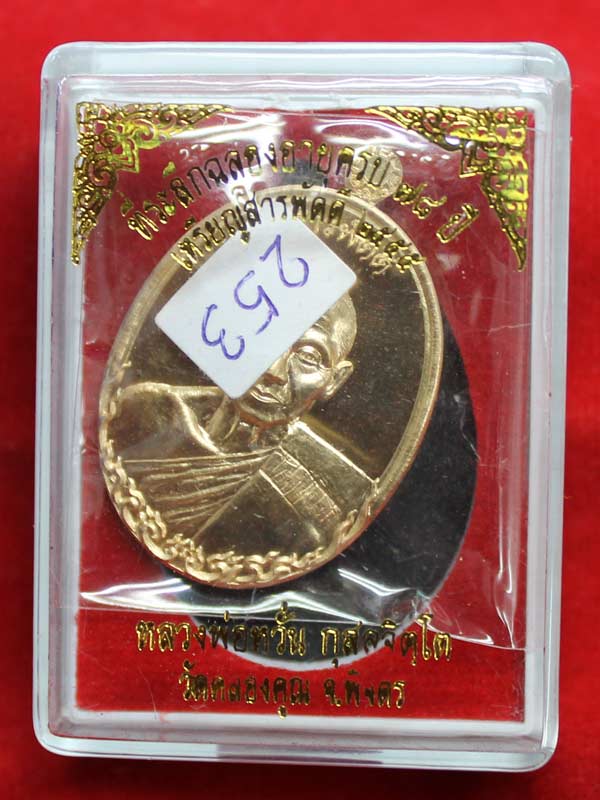 ที่ระลึกฉลองอายุครบ ๗๘ ปี
เหรียญสารพัดดี ๒๕๕๕
253
หลวงพ่อหวั่น กุสลจิตฺโต
วัดคลองคูณ จ.พิจิตร